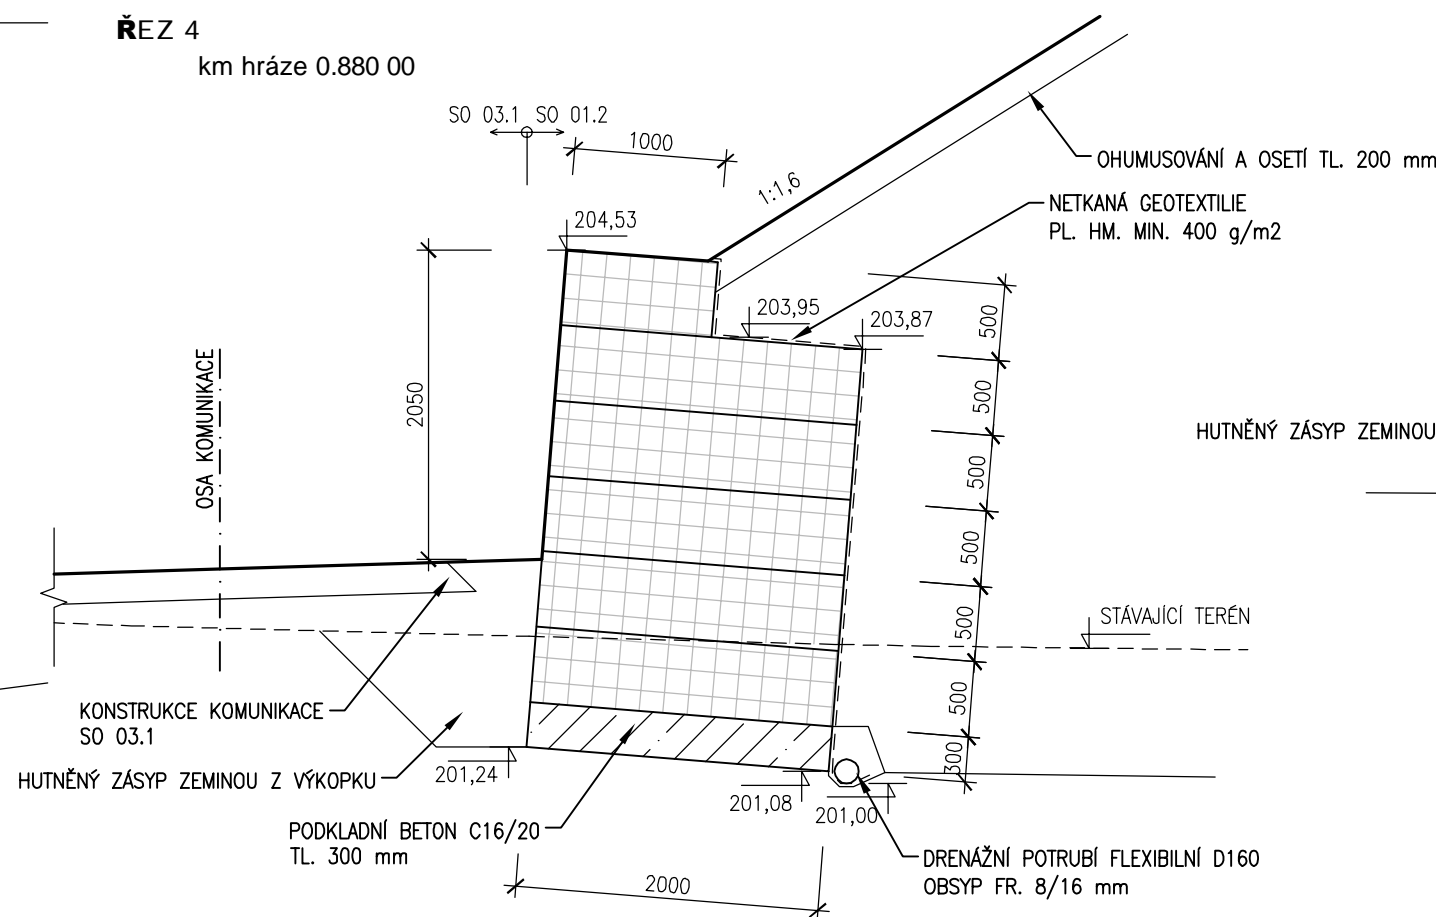 ŘEZ 4
km hráze 0.880 00
SO 03.1 SO 01.2
1000
1:1,6
OHUMUSOVÁNÍ A OSETÍ TL. 200 mm
NETKANÁ GEOTEXTILIE
PL. HM. MIN. 400 g/m2
204,53
203,95
203,87
500
500
500
500
500
500
300
2050
OSA KOMUNIKACE
HUTNĚNÝ ZÁSYP ZEMINOU
STÁVAJÍCÍ TERÉN
KONSTRUKCE KOMUNIKACE
SO 03.1
HUTNĚNÝ ZÁSYP ZEMINOU Z VÝKOPKU
201,24
201,08
201,00
PODKLADNÍ BETON C16/20
TL. 300 mm
2000
DRENÁŽNÍ POTRUBÍ FLEXIBILNÍ D160
OBSYP FR. 8/16 mm